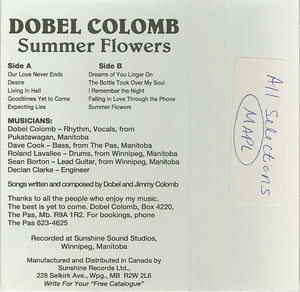 DOBEL COLOMB
Summer Flowers
Side A
Our Love Never Ends
Desire
Living In Hell
Goodtimes Yet to Come
Expecting Lies
Side B
Dreams of You Linger On
The Bottle Took Over My Soul
I Remember the Night
Falling In Love Through the Phone
Summer Flowers
MUSICIANS:
Dobel Colomb – Rhythm, Vocals, from
Pukatawagan, Manitoba
Dave Cook – Bass, from The Pas, Manitoba
Roland Lavallee – Drums, from Winnipeg, Manitoba
Sean Borton – Lead Guitar, from Winnipeg, Manitoba
Declan Clarke – Engineer
Songs written and composed by Dobel and Jimmy Colomb
Thanks to all the people who enjoy my music.
The best is yet to come. Dobel Colomb, Box 4220,
The Pas, Mb. R9A 1R2. For bookings, phone
The Pas 623-4625
Recorded at Sunshine Sound Studios,
Winnipeg, Manitoba
Manufactured and Distributed in Canada by
Sunshine Records Ltd.,
228 Selkirk Ave., Wpg., MB R2W 2L6
Write For Your "Free Catalogue"
All Selections
MAPL